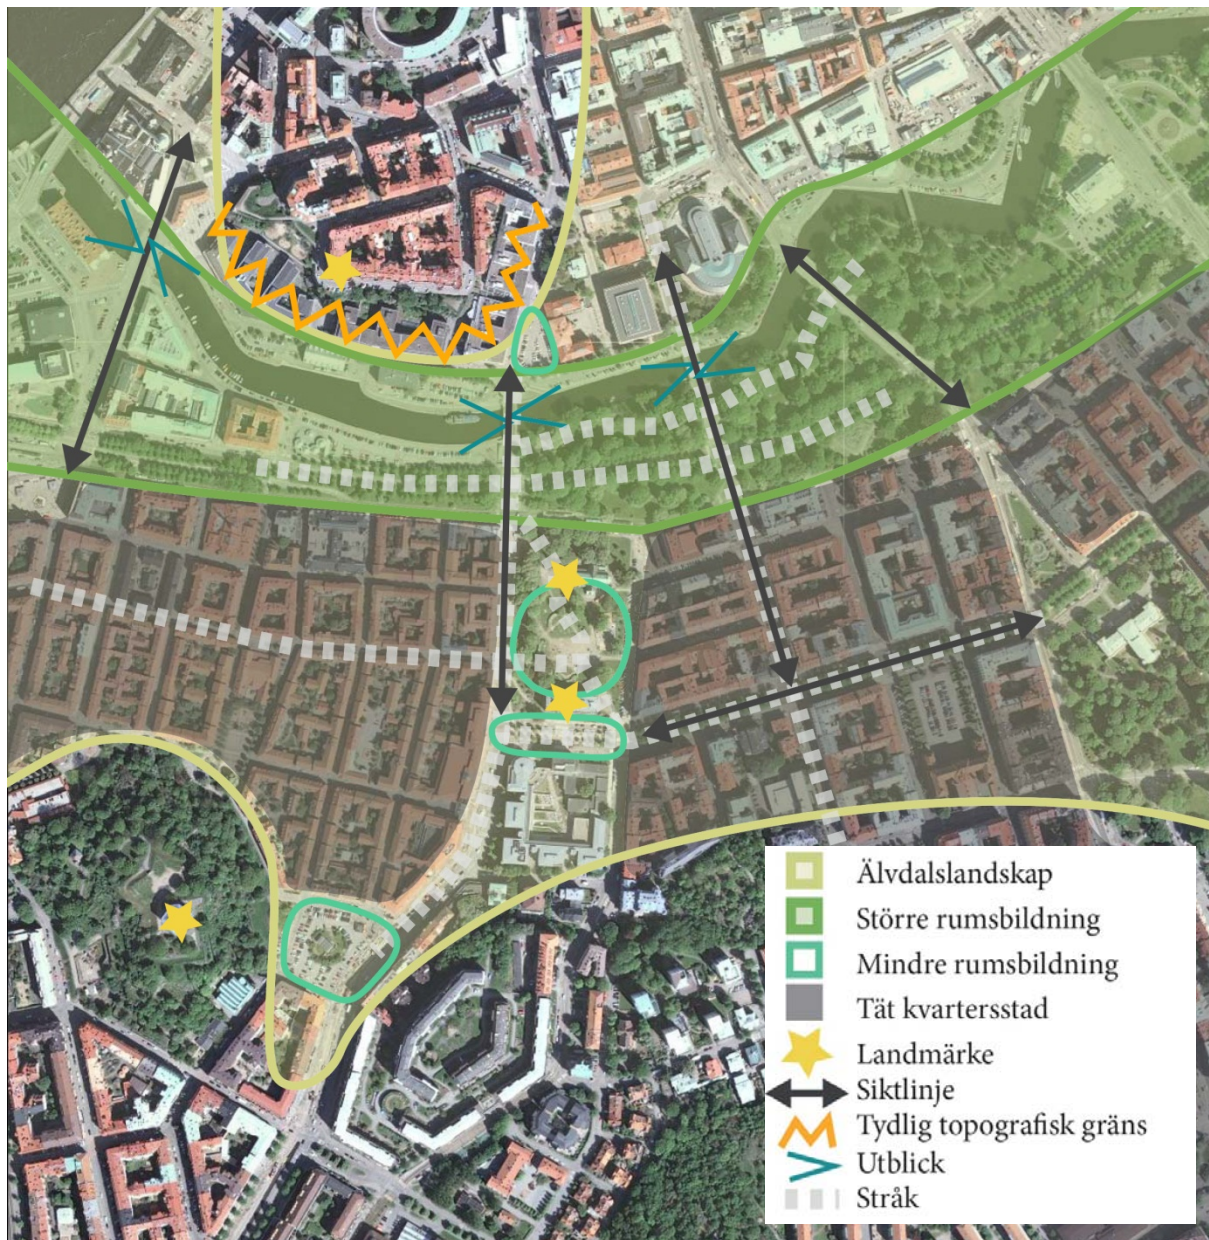 Älvdalslandskap
Större rumsbildning
Mindre rumsbildning
Tät kvartersstad
Landmärke
Siktlinje
Tydlig topografisk gräns
Utblick
Stråk